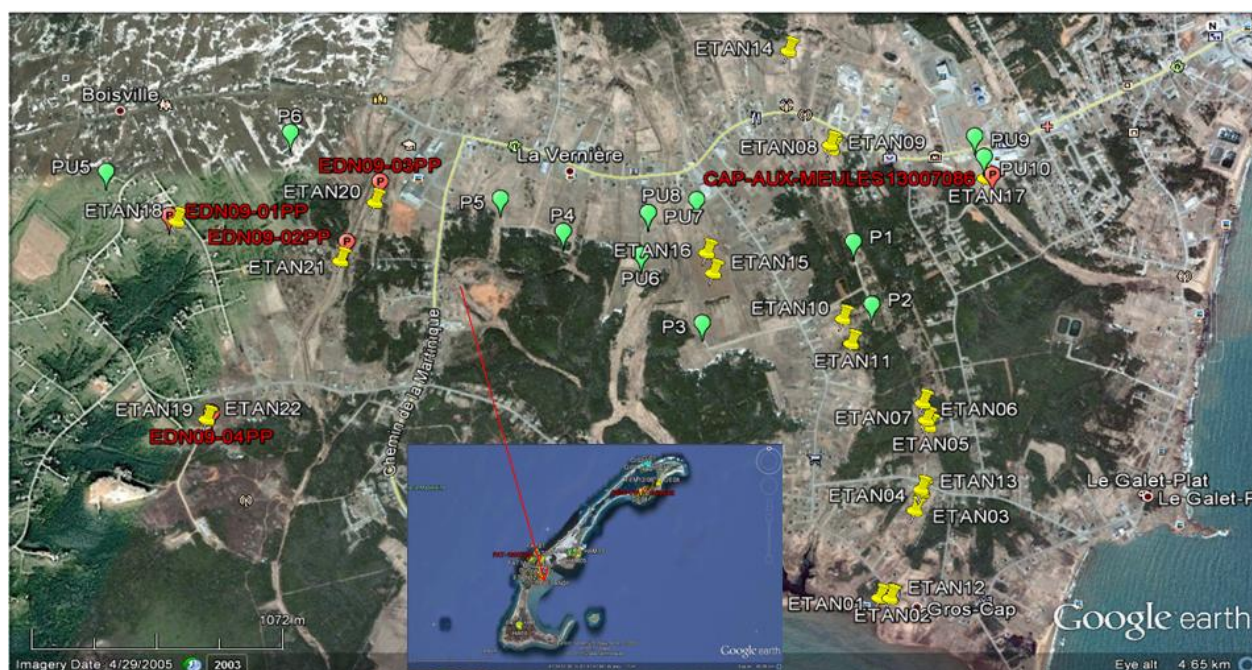 ETAN14
N
Boisville
P6
PU5
EDN09-03PP
La Vernière
ETAN08
ETAN09
PU9
CAP-AUX-MEULES13007086
PU10
ETAN20
ETAN17
ETAN18
EDN09-01PP
P5
PU8
PU7
P4
EDN09-02PP
ETAN21
ETAN16
ETAN15
PU6
P1
ETAN10
P2
P3
ETAN11
Chemin de la Martinique
ETAN19
ETAN22
EDN09-04PP
ETAN07
ETAN06
ETAN05
ETAN13
ETAN04
ETAN03
Le Galet-Plat
Le Galet-P
ETAN12
ETAN01
ETAN02
Gros-Cap
1072 m
Google earth
Google earth
Imagery Date: 4/29/2005
2003
Eye alt 4.65 km